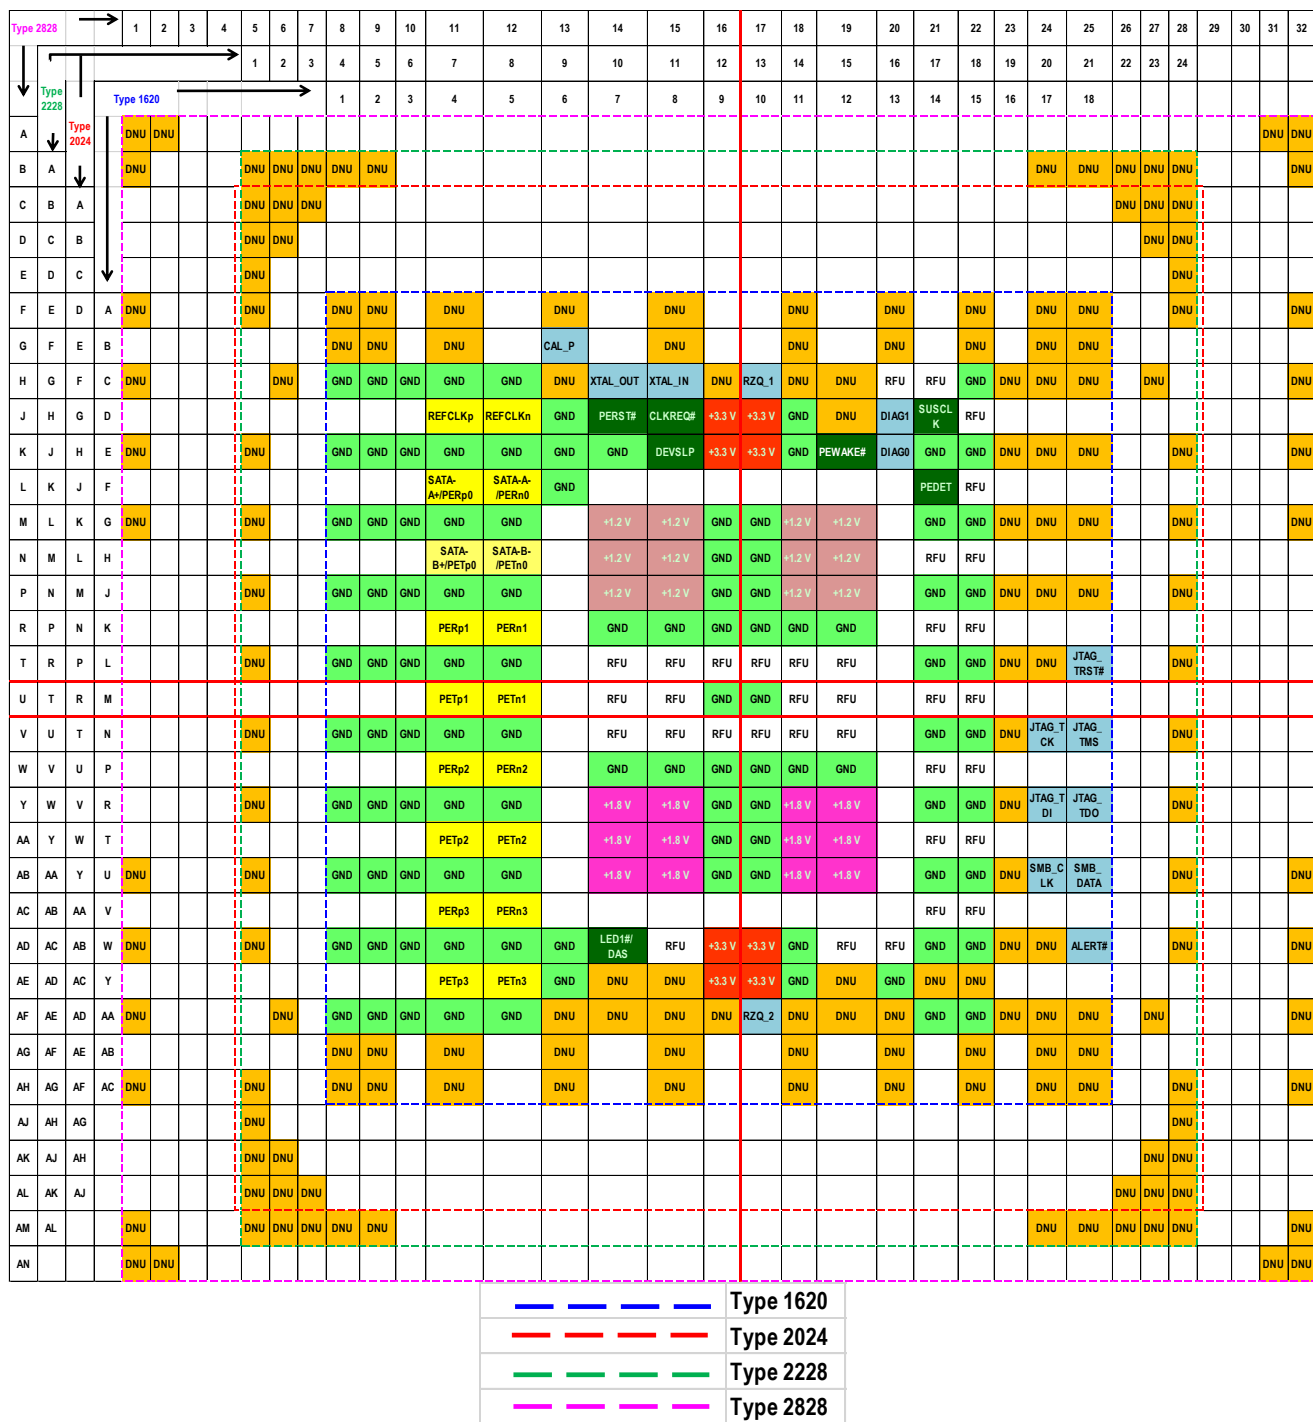 Type 2828 1 2 3 4 5 6 7 8 9 10 11 12 13 14 15 16 17 18 19 20 21 22 23 24 25 26 27 28 29 30 31 32
1 2 3 4 5 6 7 8 9 10 11 12 13 14 15 16 17 18 19 20 21 22 23 24
Type 2228 Type 1620 1 2 3 4 5 6 7 8 9 10 11 12 13 14 15 16 17 18
A Type 2024 DNU DNU DNU DNU
B A DNU DNU DNU DNU DNU DNU DNU DNU DNU DNU DNU DNU
C B A DNU DNU DNU DNU DNU DNU
D C B DNU DNU DNU DNU
E D C DNU DNU
F E D A DNU DNU DNU DNU DNU DNU DNU DNU DNU DNU DNU DNU DNU DNU
G F E B DNU DNU DNU CAL_P DNU DNU DNU DNU DNU DNU
H G F C DNU DNU GND GND GND GND GND DNU XTAL_OUT XTAL_IN DNU RZQ_1 DNU DNU RFU RFU GND DNU DNU DNU DNU DNU
J H G D REFCLKp REFCLKn GND PERST# CLKREQ# +3.3 V +3.3 V GND DNU DIAG1 SUSCLK RFU
K J H E DNU DNU GND GND GND GND GND GND GND DEVSLP +3.3 V +3.3 V GND PEWAKE# DIAG0 GND GND DNU DNU DNU DNU DNU
L K J F SATA-A+/PERp0 SATA-A-/PERn0 GND PEDET RFU
M L K G DNU DNU GND GND GND GND GND +1.2 V +1.2 V GND GND +1.2 V +1.2 V GND GND DNU DNU DNU DNU DNU
N M L H SATA-B+/PETp0 SATA-B-/PETn0 +1.2 V +1.2 V GND GND +1.2 V +1.2 V RFU RFU
P N M J DNU GND GND GND GND GND +1.2 V +1.2 V GND GND +1.2 V +1.2 V GND GND DNU DNU DNU DNU
R P N K PERp1 PERn1 GND GND GND GND GND GND RFU RFU
T R P L DNU GND GND GND GND GND RFU RFU RFU RFU RFU RFU GND GND DNU DNU JTAG_TRST# DNU
U T R M PETp1 PETn1 RFU RFU GND GND RFU RFU RFU RFU
V U T N DNU GND GND GND GND GND RFU RFU RFU RFU RFU RFU GND GND DNU JTAG_TCK JTAG_TMS DNU
W V U P PERp2 PERn2 GND GND GND GND GND GND RFU RFU
Y W V R DNU GND GND GND GND GND +1.8 V +1.8 V GND GND +1.8 V +1.8 V GND GND DNU JTAG_TDI JTAG_TDO DNU
AA Y W T PETp2 PETn2 +1.8 V +1.8 V GND GND +1.8 V +1.8 V RFU RFU
AB AA Y U DNU DNU GND GND GND GND GND +1.8 V +1.8 V GND GND +1.8 V +1.8 V GND GND DNU SMB_CLK SMB_DATA DNU DNU
AC AB AA V PERp3 PERn3 RFU RFU
AD AC AB W DNU DNU GND GND GND GND GND GND LED1#/DAS RFU +3.3 V +3.3 V GND RFU RFU GND GND DNU DNU ALERT# DNU DNU
AE AD AC Y PETp3 PETn3 GND DNU DNU +3.3 V +3.3 V GND DNU GND DNU DNU
AF AE AD AA DNU DNU GND GND GND GND GND DNU DNU DNU DNU RZQ_2 DNU DNU DNU GND GND DNU DNU DNU DNU DNU
AG AF AE AB DNU DNU DNU DNU DNU DNU DNU DNU DNU DNU
AH AG AF AC DNU DNU DNU DNU DNU DNU DNU DNU DNU DNU DNU DNU DNU DNU
AJ AH AG DNU DNU
AK AJ AH DNU DNU DNU DNU
AL AK AJ DNU DNU DNU DNU DNU DNU
AM AL DNU DNU DNU DNU DNU DNU DNU DNU DNU DNU DNU DNU
AN DNU DNU DNU DNU
Type 1620
Type 2024
Type 2228
Type 2828